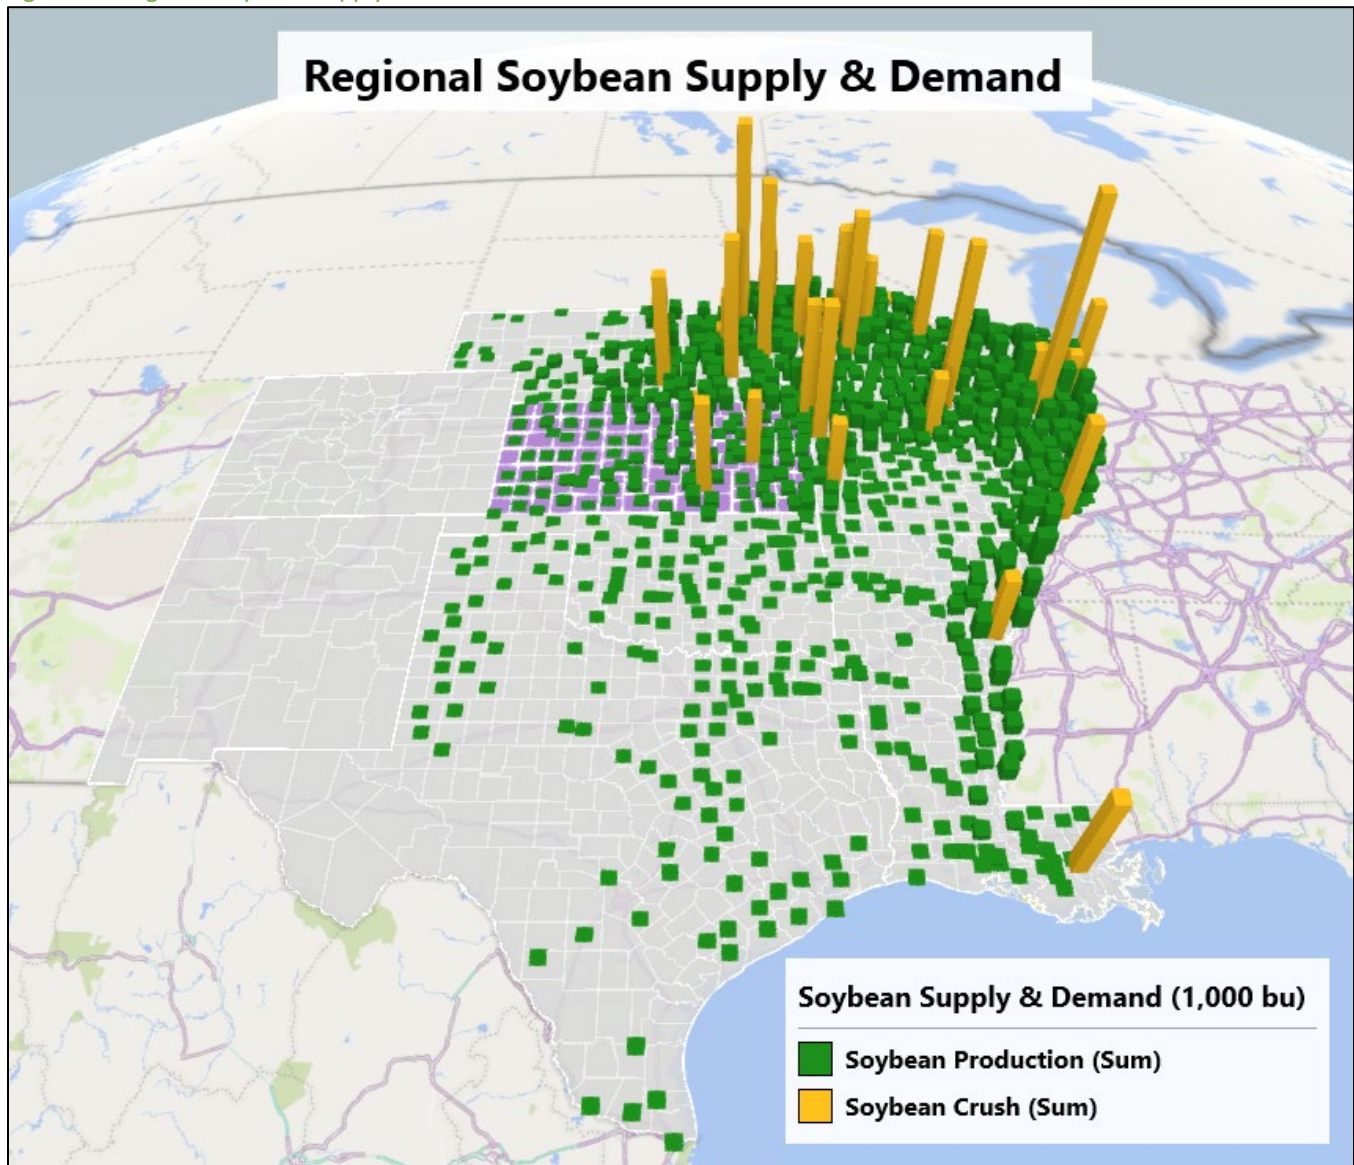 Regional Soybean Supply & Demand
Soybean Supply & Demand (1,000 bu)
Soybean Production (Sum)
Soybean Crush (Sum)